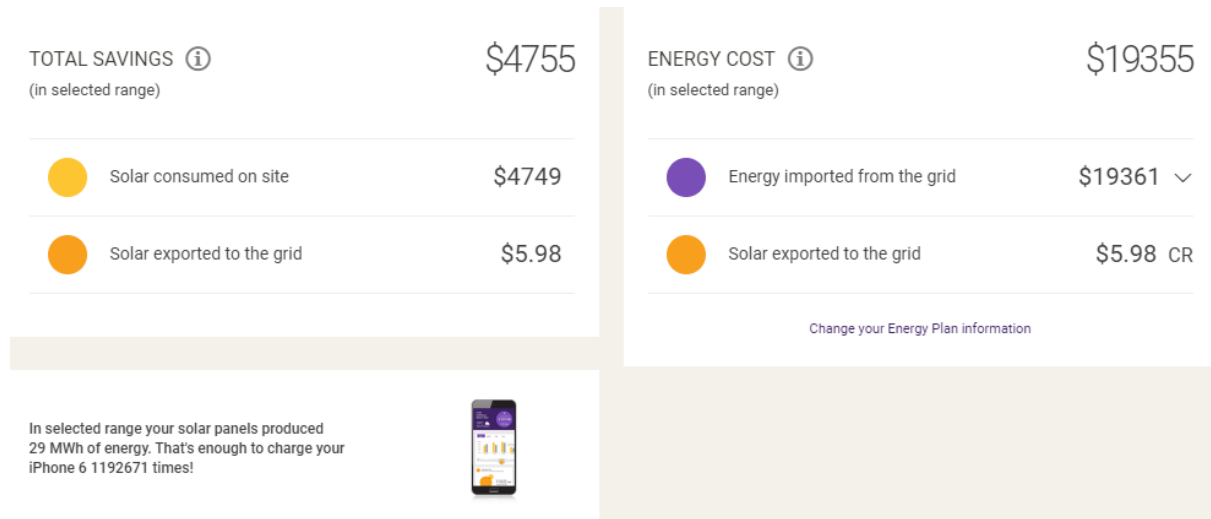 TOTAL SAVINGS
$4755
(in selected range)
Solar consumed on site
$4749
Solar exported to the grid
$5.98
ENERGY COST
$19355
(in selected range)
Energy imported from the grid
$19361
Solar exported to the grid
$5.98 CR
Change your Energy Plan information
In selected range your solar panels produced
29 MWh of energy. That's enough to charge your
iPhone 6 1192671 times!